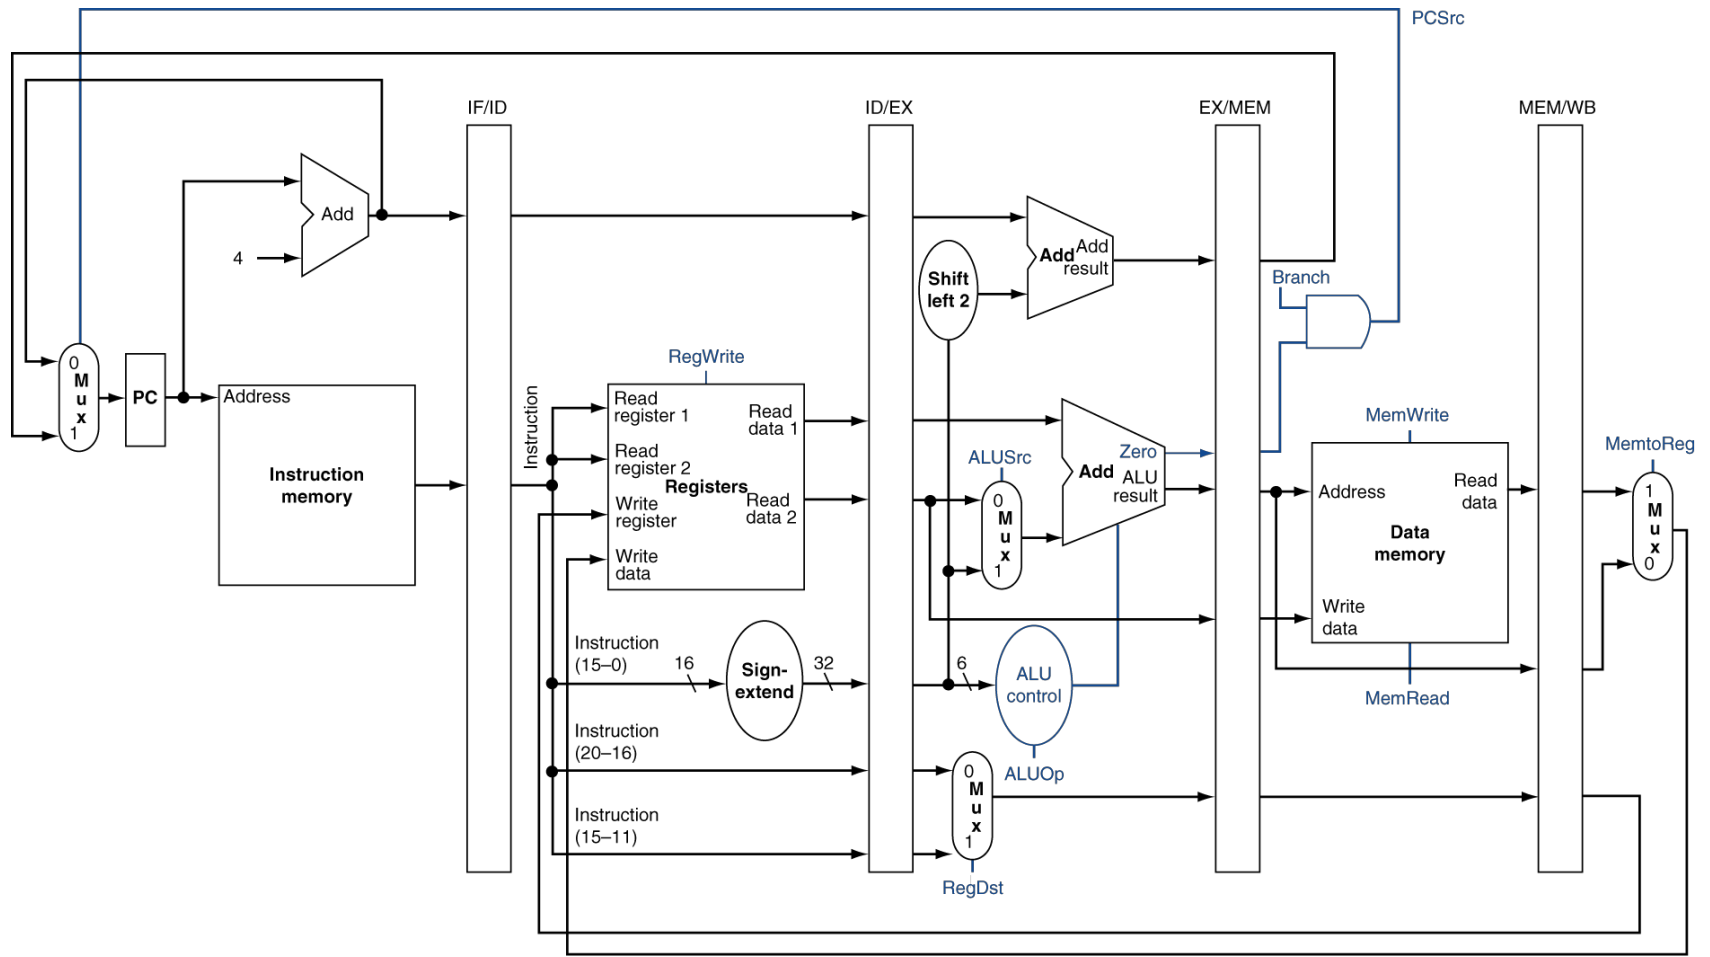 PCSrc
IF/ID
ID/EX
EX/MEM
MEM/WB
Add
4
Shift
left 2
Add
Add
result
Branch
0
M
u
x
1
PC
Address
Instruction
memory
Instruction
RegWrite
Read
register 1
Read
register 2
Write
register
Write
data
Registers
Read
data 1
Read
data 2
ALUSrc
0
M
u
x
1
Zero
Add
ALU
result
MemWrite
Address
Read
data
Data
memory
Write
data
MemRead
MemtoReg
1
M
u
x
0
Instruction
(15–0)
16
Sign-
extend
32
6
ALU
control
ALUOp
Instruction
(20–16)
Instruction
(15–11)
0
M
u
x
1
RegDst